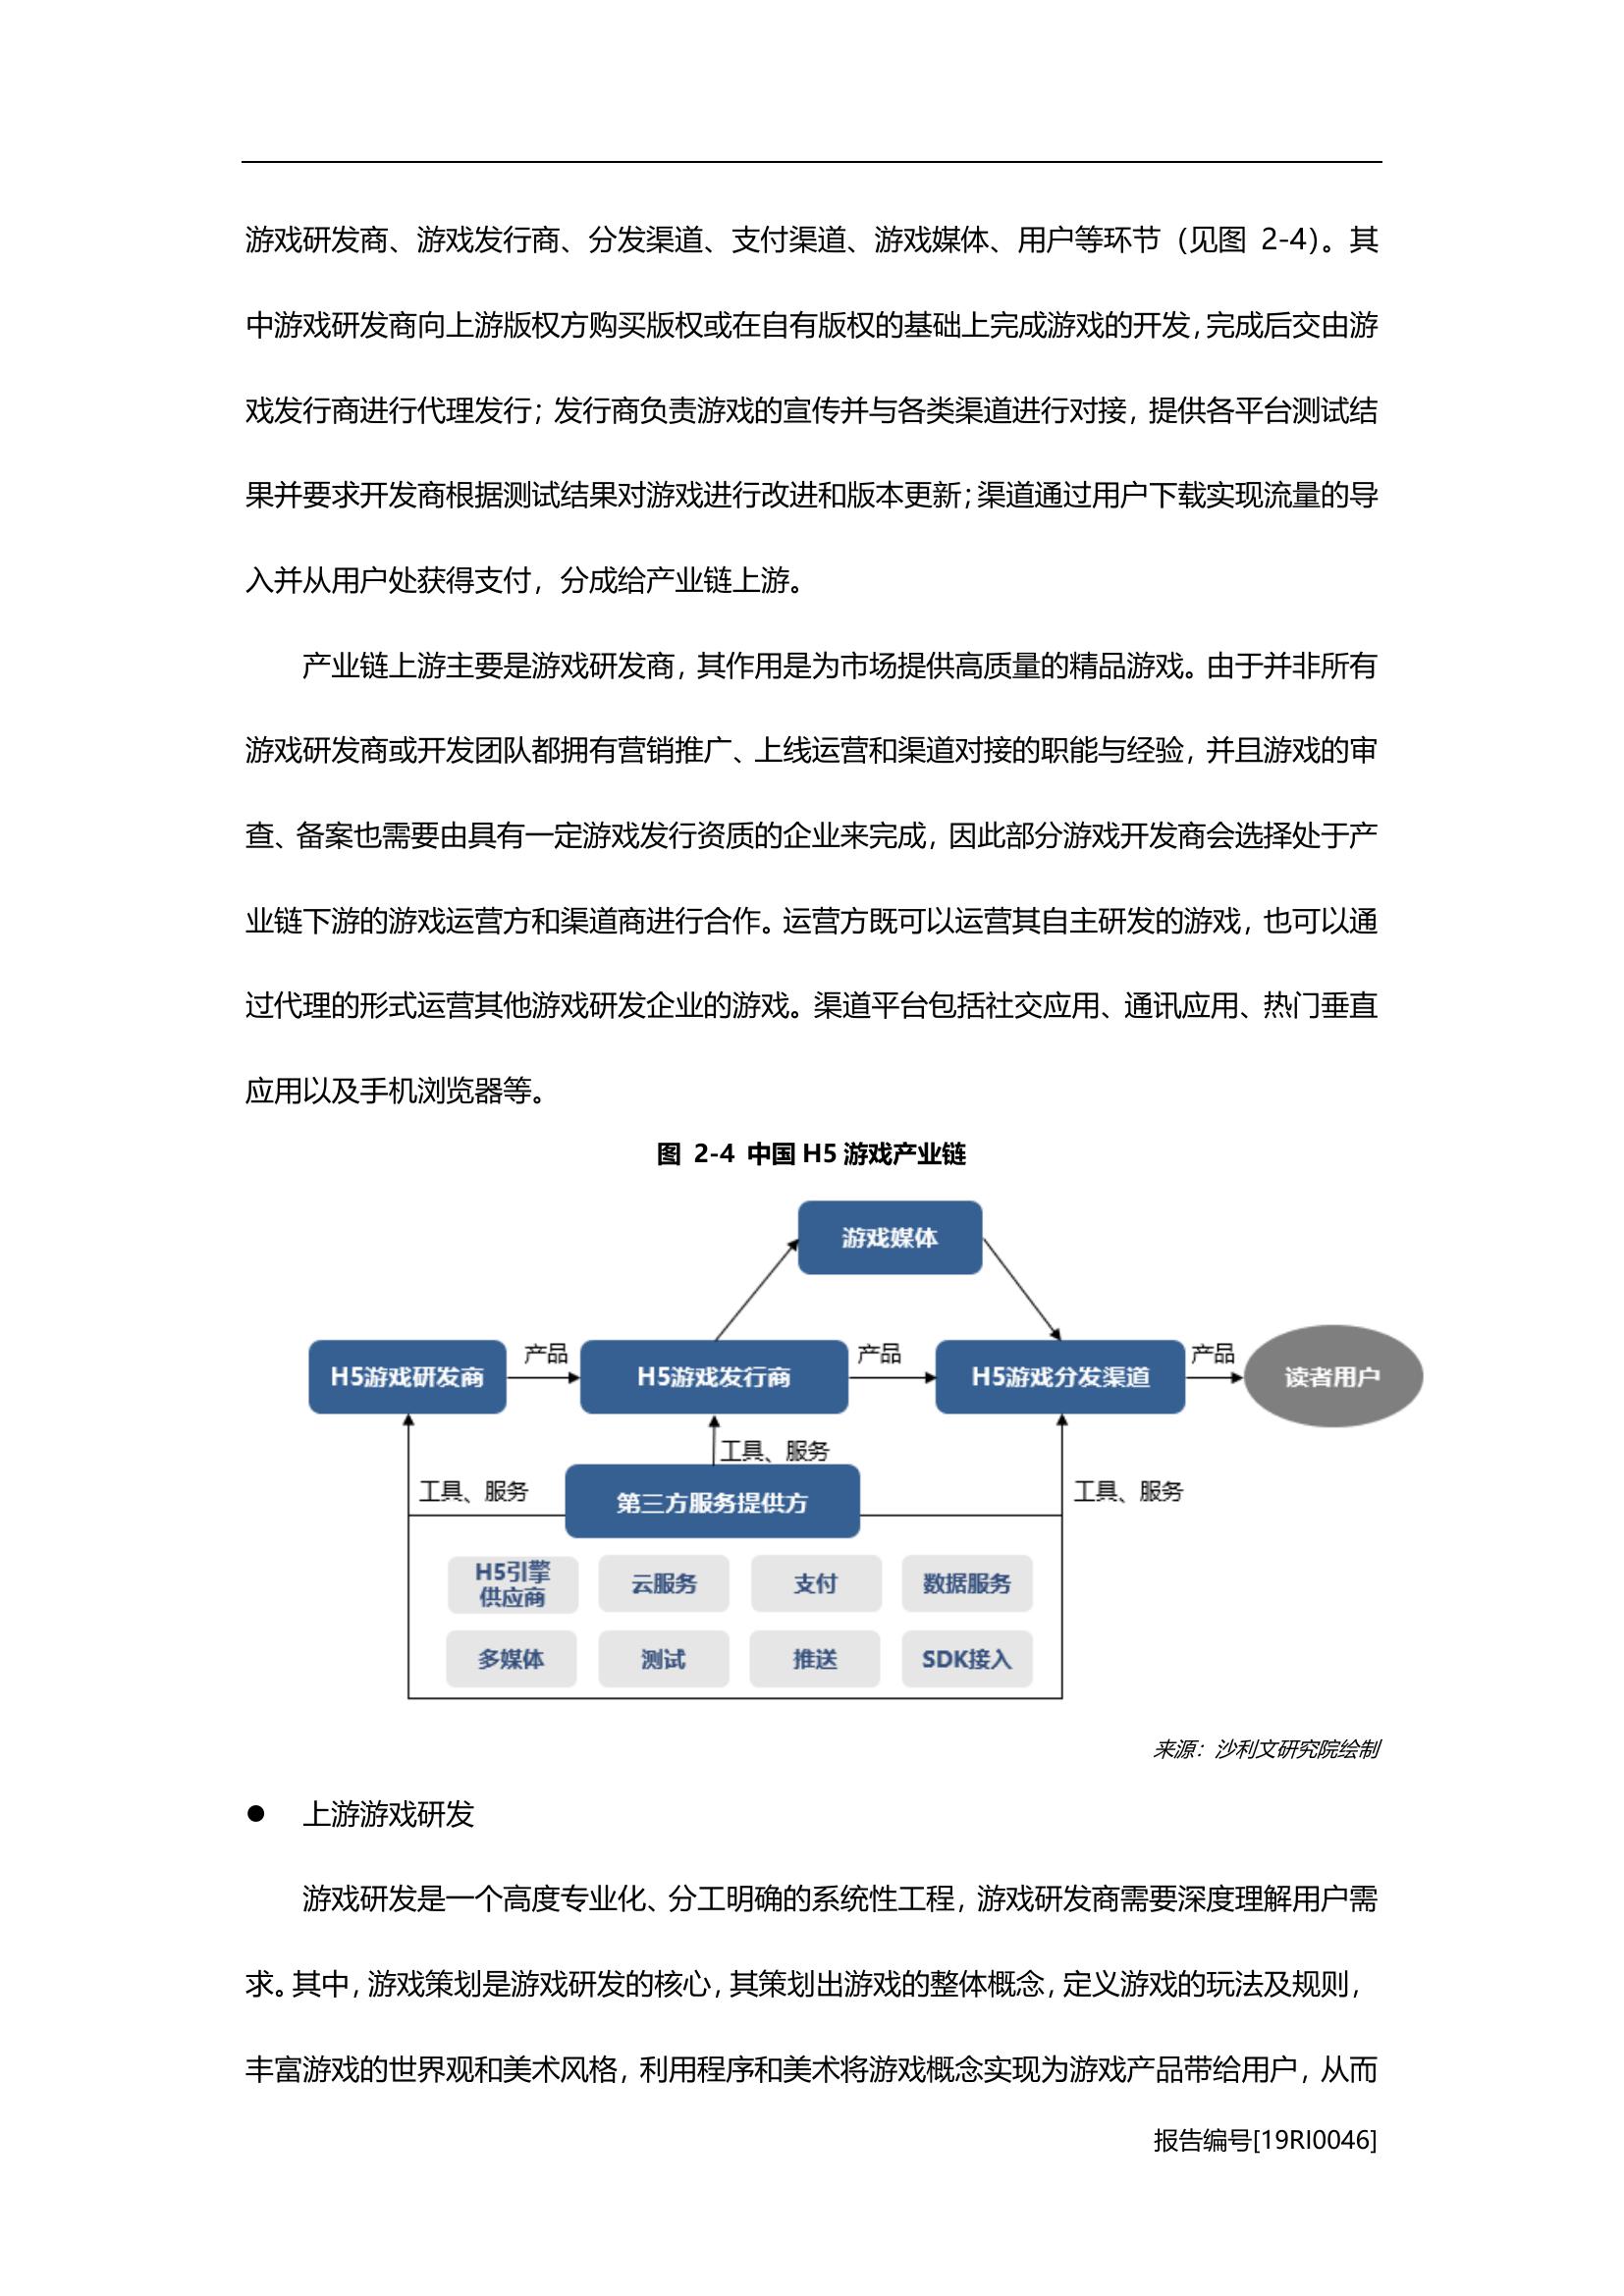 游戏研发商、游戏发行商、分发渠道、支付渠道、游戏媒体、用户等环节（见图 2-4）。其
中游戏研发商向上游版权方购买版权或在自有版权的基础上完成游戏的开发，完成后交由游
戏发行商进行代理发行；发行商负责游戏的宣传并与各类渠道进行对接，提供各平台测试结
果并要求开发商根据测试结果对游戏进行改进和版本更新；渠道通过用户下载实现流量的导
入并从用户处获得支付，分成给产业链上游。
产业链上游主要是游戏研发商，其作用是为市场提供高质量的精品游戏。由于并非所有
游戏研发商或开发团队都拥有营销推广、上线运营和渠道对接的职能与经验，并且游戏的审
查、备案也需要由具有一定游戏发行资质的企业来完成，因此部分游戏开发商会选择处于产
业链下游的游戏运营方和渠道商进行合作。运营方既可以运营其自主研发的游戏，也可以通
过代理的形式运营其他游戏研发企业的游戏。渠道平台包括社交应用、通讯应用、热门垂直
应用以及手机浏览器等。
图 2-4 中国 H5 游戏产业链
游戏媒体
H5游戏研发商
产品
H5游戏发行商
产品
H5游戏分发渠道
产品
读者用户
工具、服务
工具、服务
工具、服务
第三方服务提供方
H5引擎
供应商
云服务
支付
数据服务
多媒体
测试
推送
SDK接入
来源：沙利文研究院绘制
● 上游游戏研发
游戏研发是一个高度专业化、分工明确的系统性工程，游戏研发商需要深度理解用户需
求。其中，游戏策划是游戏研发的核心，其策划出游戏的整体概念，定义游戏的玩法及规则，
丰富游戏的世界观和美术风格，利用程序和美术将游戏概念实现为游戏产品带给用户，从而
报告编号[19RI0046]